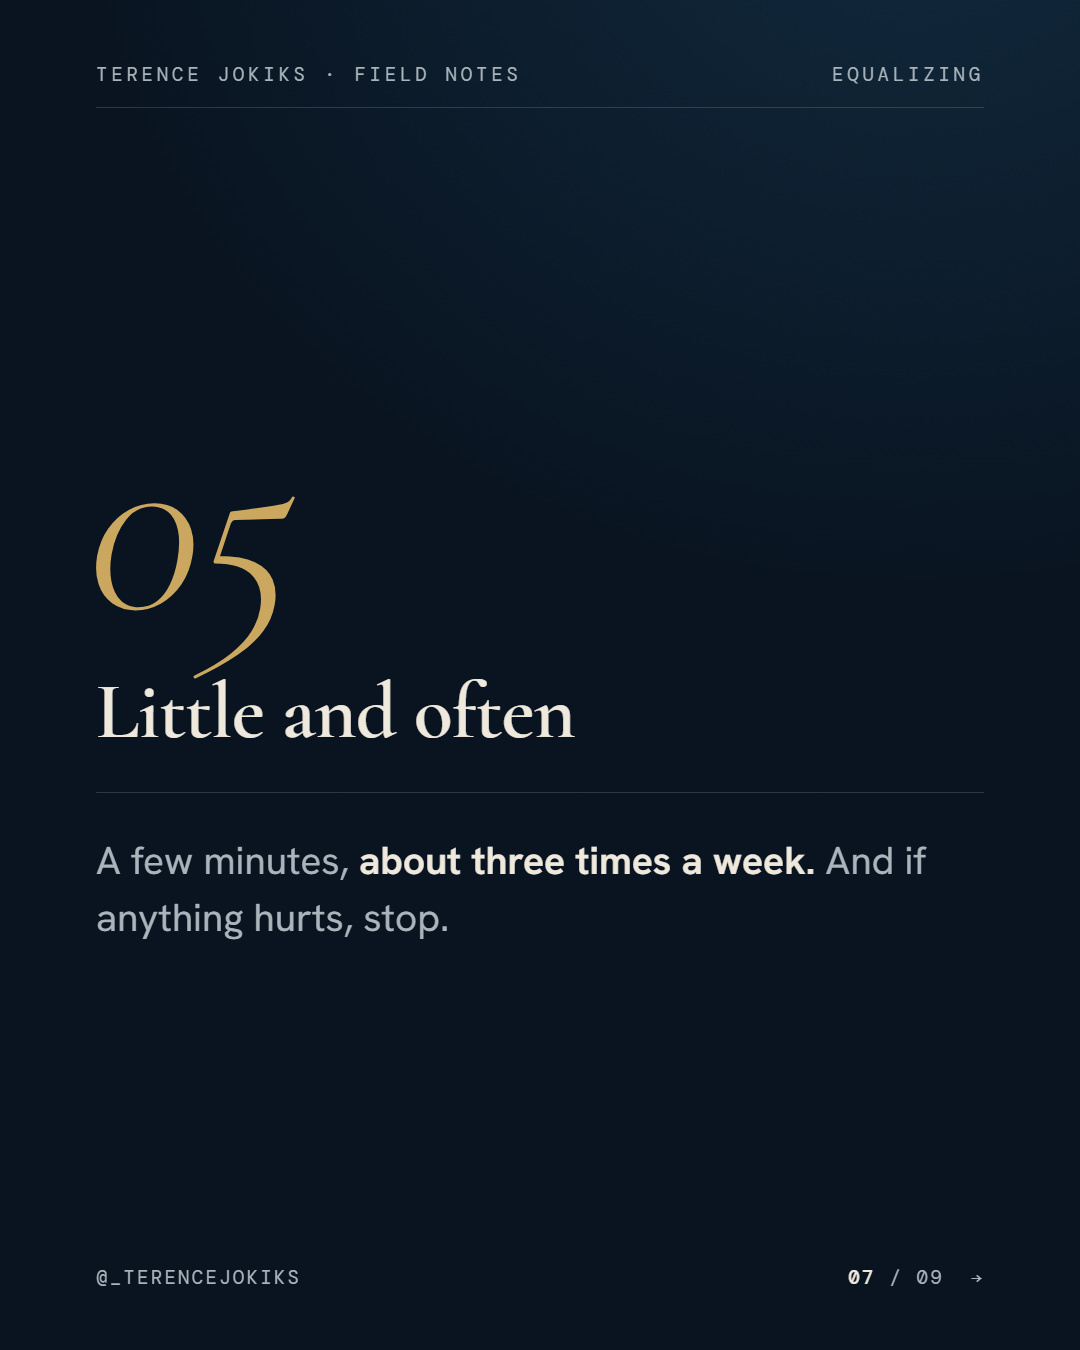 TERENCE JOKIKS · FIELD NOTES
EQUALIZING
05
Little and often
A few minutes, about three times a week. And if
anything hurts, stop.
@_TERENCEJOKIKS
07 / 09 →